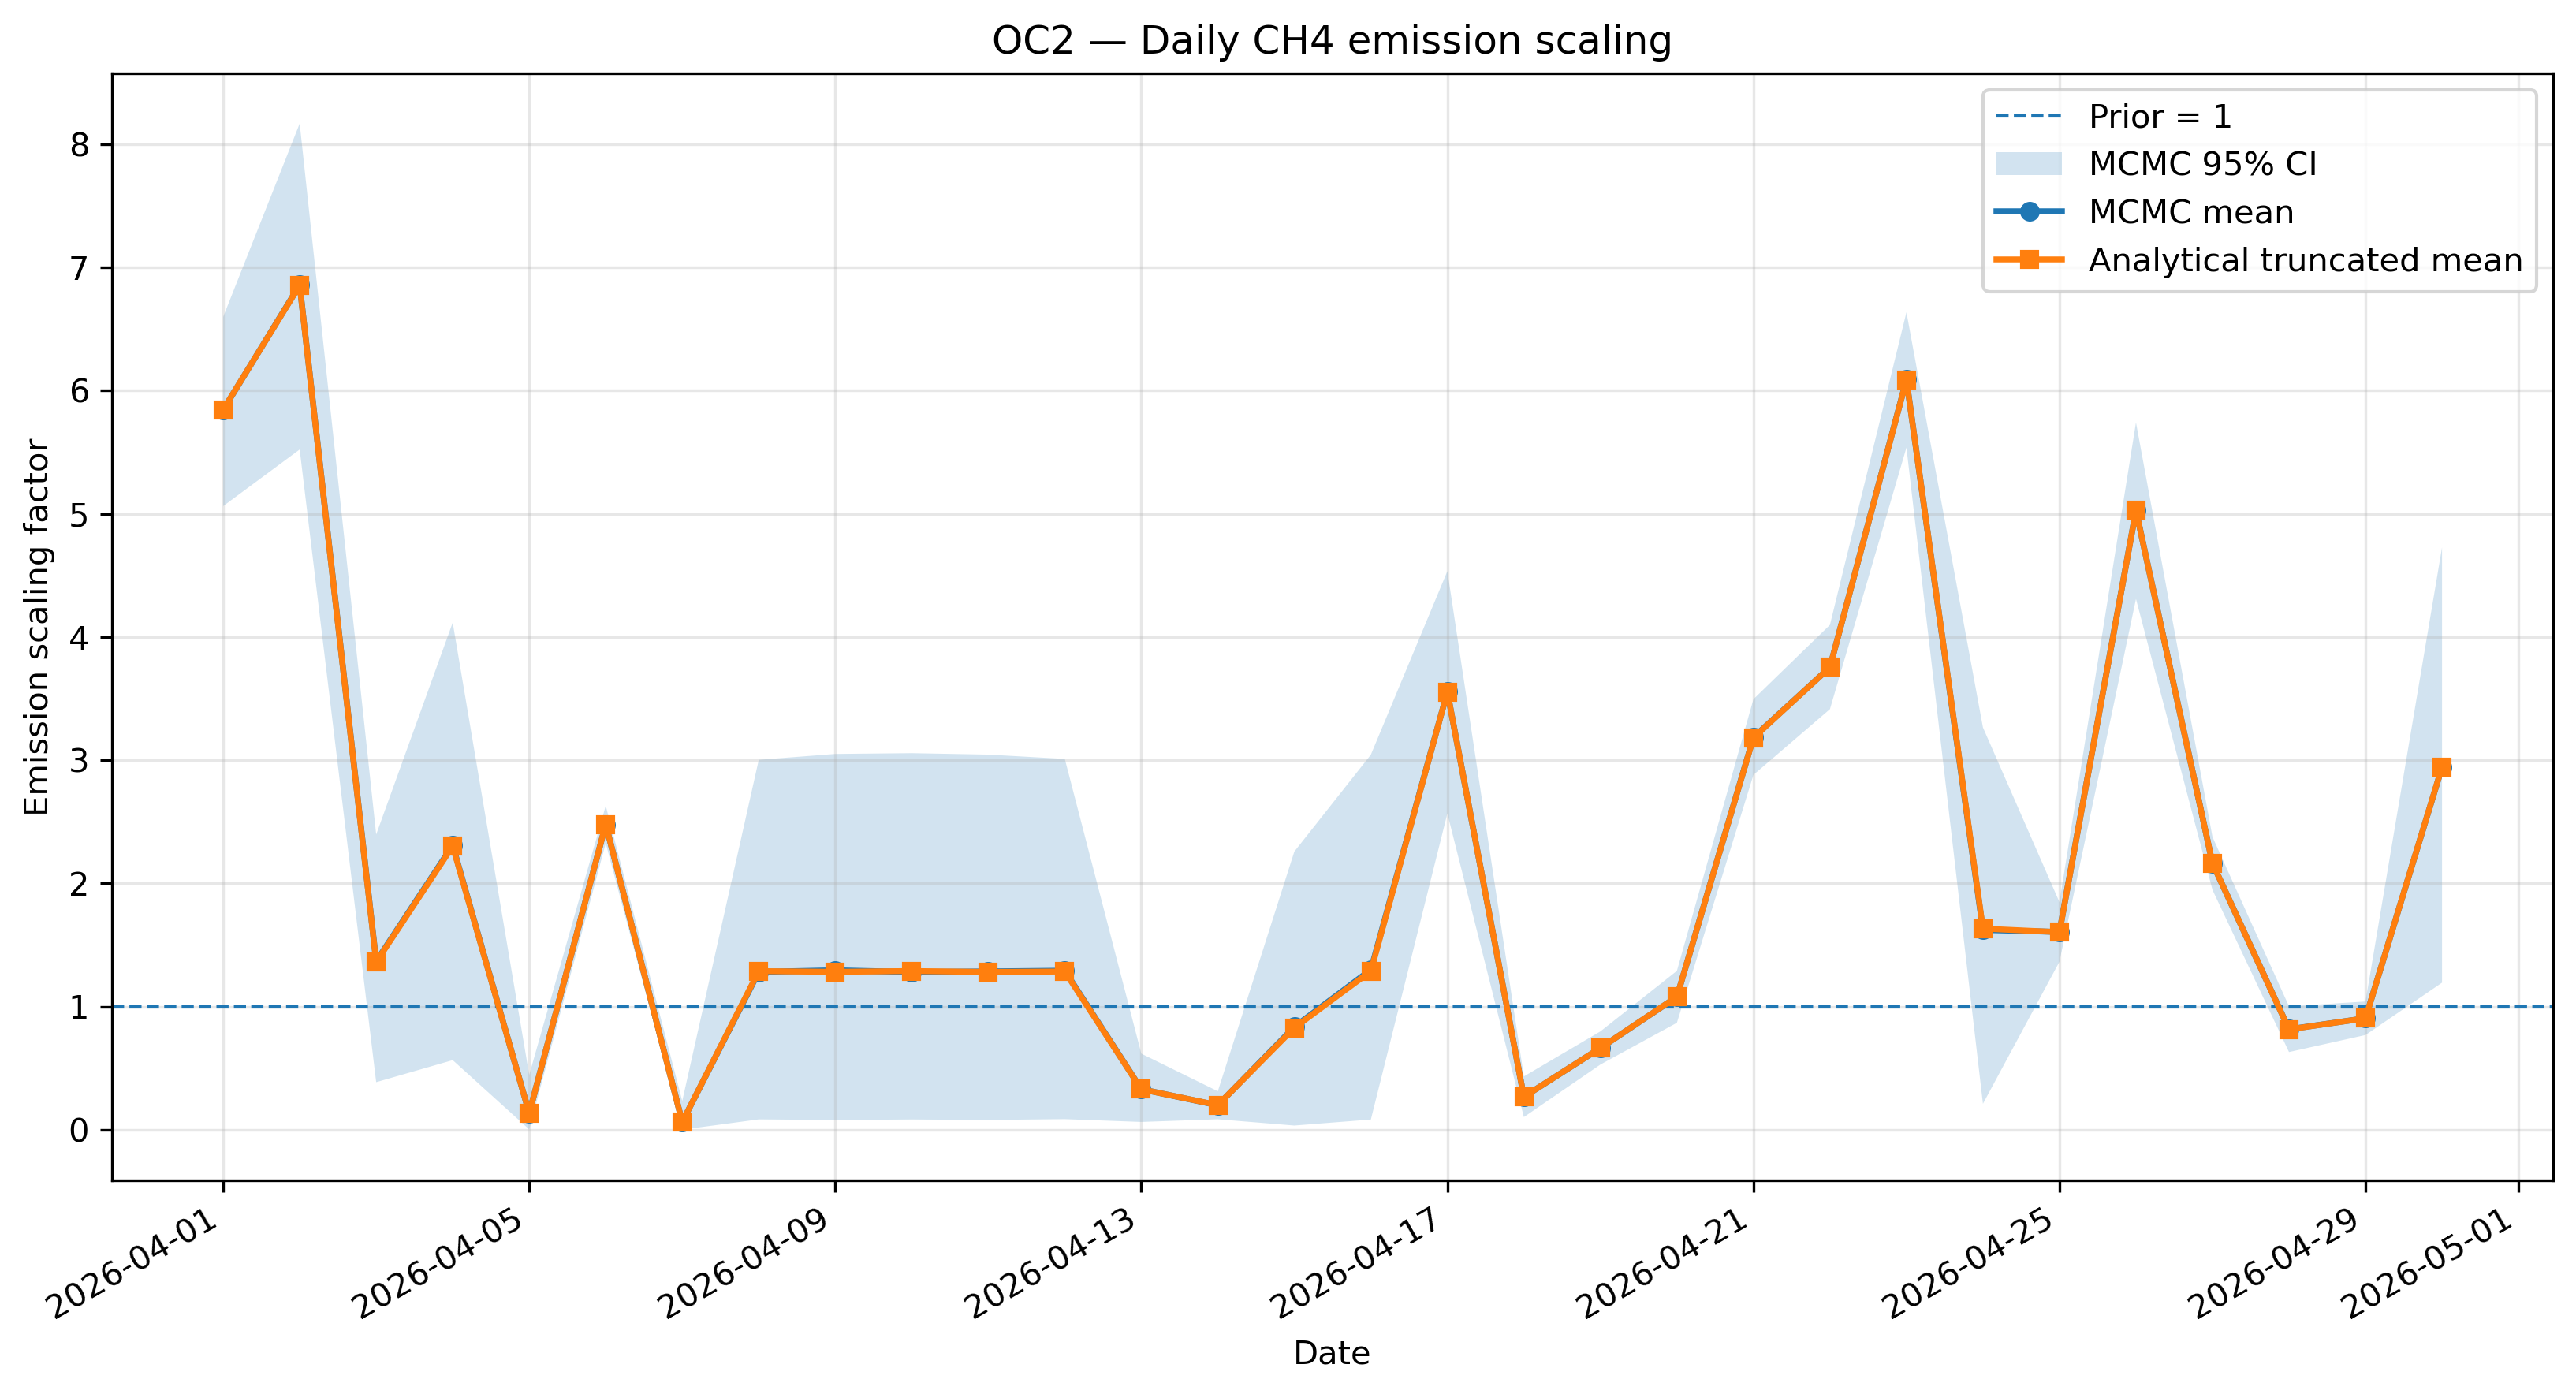 OC2 — Daily CH4 emission scaling
Prior = 1
MCMC 95% CI
MCMC mean
Analytical truncated mean
Emission scaling factor
8
7
6
5
4
3
2
1
0
2026-04-01
2026-04-05
2026-04-09
2026-04-13
2026-04-17
2026-04-21
2026-04-25
2026-04-29
2026-05-01
Date